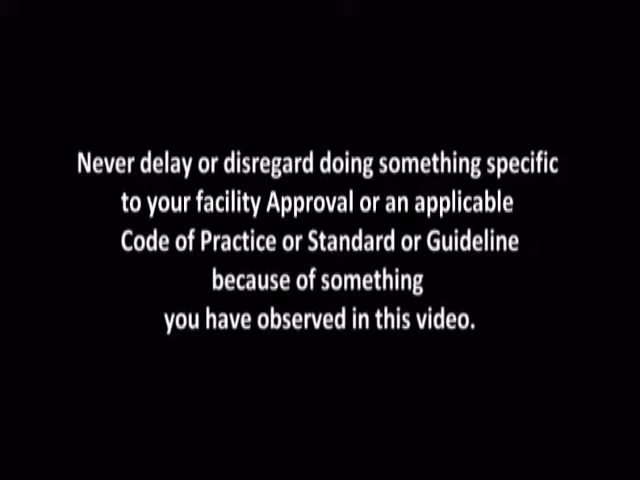 Never delay or disregard doing something specific
to your facility Approval or an applicable
Code of Practice or Standard or Guideline
because of something
you have observed in this video.